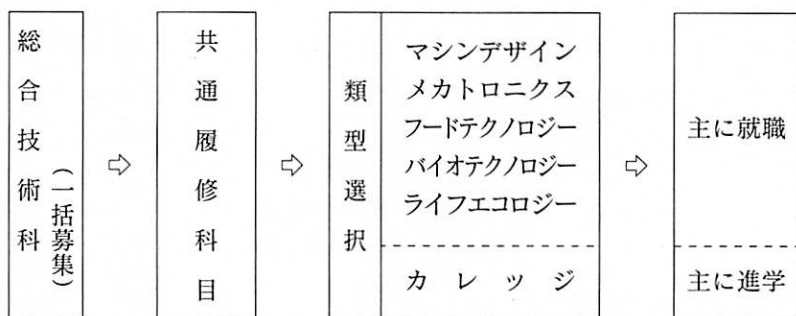 総合技術科
（一括募集）
⇨
共通履修科目
⇨
類型選択
マシンデザイン
メカトロニクス
フードテクノロジー
バイオテクノロジー
ライフエコロジー
カレッジ
⇨
主に就職
主に進学